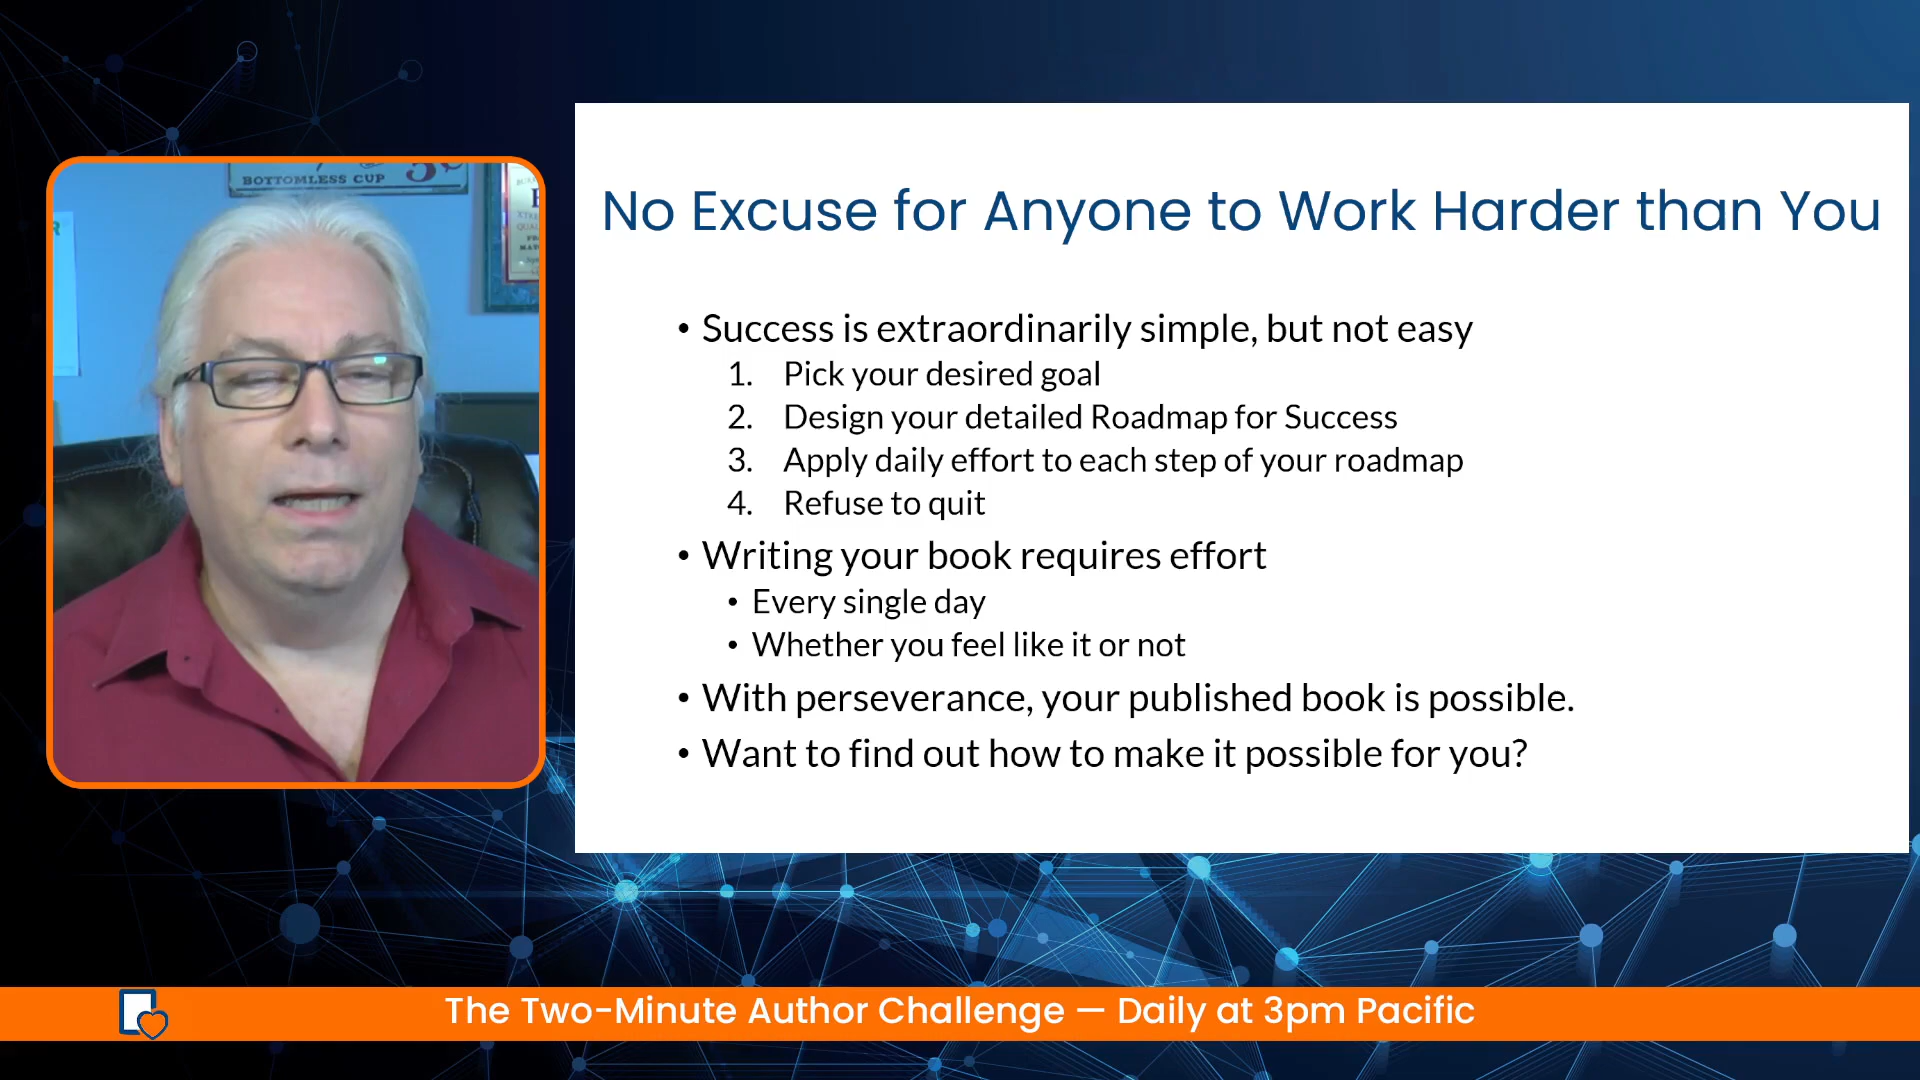 BOTTOMLESS CUP
5¢
No Excuse for Anyone to Work Harder than You
• Success is extraordinarily simple, but not easy
1. Pick your desired goal
2. Design your detailed Roadmap for Success
3. Apply daily effort to each step of your roadmap
4. Refuse to quit
• Writing your book requires effort
• Every single day
• Whether you feel like it or not
• With perseverance, your published book is possible.
• Want to find out how to make it possible for you?
The Two-Minute Author Challenge — Daily at 3pm Pacific